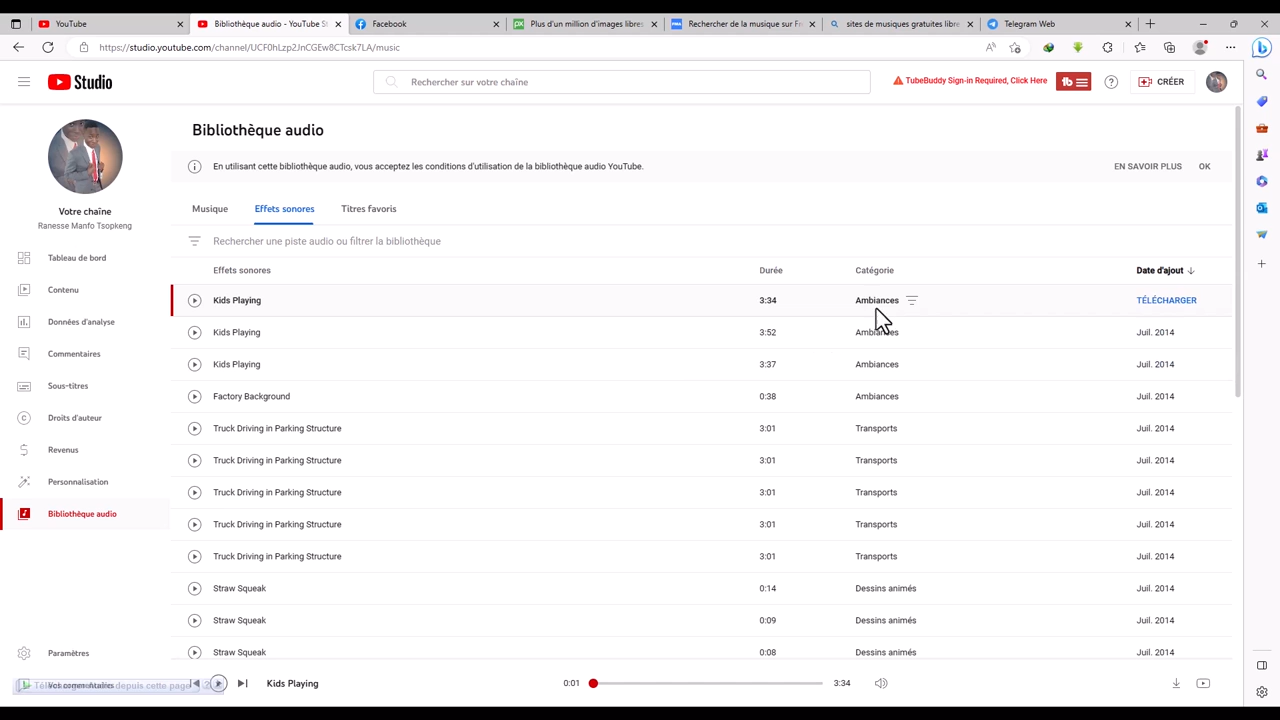 YouTube
Bibliothèque audio - YouTube St
Facebook
Plus d'un million d'images libres
Rechercher de la musique sur Fr
sites de musiques gratuites libre
Telegram Web
https://studio.youtube.com/channel/UCF0hLzp2JnCGEw8CTcsk7LA/music
Studio
Rechercher sur votre chaîne
TubeBuddy Sign-in Required, Click Here
tb
CRÉER
Votre chaîne
Ranesse Manfo Tsopkeng
Tableau de bord
Contenu
Données d'analyse
Commentaires
Sous-titres
Droits d'auteur
Revenus
Personnalisation
Bibliothèque audio
Paramètres
Bibliothèque audio
En utilisant cette bibliothèque audio, vous acceptez les conditions d'utilisation de la bibliothèque audio YouTube.
EN SAVOIR PLUS
OK
Musique
Effets sonores
Titres favoris
Rechercher une piste audio ou filtrer la bibliothèque
Effets sonores Durée Catégorie Date d'ajout
Kids Playing 3:34 Ambiances TÉLÉCHARGER
Kids Playing 3:52 Ambiances Juil. 2014
Kids Playing 3:37 Ambiances Juil. 2014
Factory Background 0:38 Ambiances Juil. 2014
Truck Driving in Parking Structure 3:01 Transports Juil. 2014
Truck Driving in Parking Structure 3:01 Transports Juil. 2014
Truck Driving in Parking Structure 3:01 Transports Juil. 2014
Truck Driving in Parking Structure 3:01 Transports Juil. 2014
Truck Driving in Parking Structure 3:01 Transports Juil. 2014
Straw Squeak 0:14 Dessins animés Juil. 2014
Straw Squeak 0:09 Dessins animés Juil. 2014
Straw Squeak 0:08 Dessins animés Juil. 2014
Kids Playing 0:01 3:34